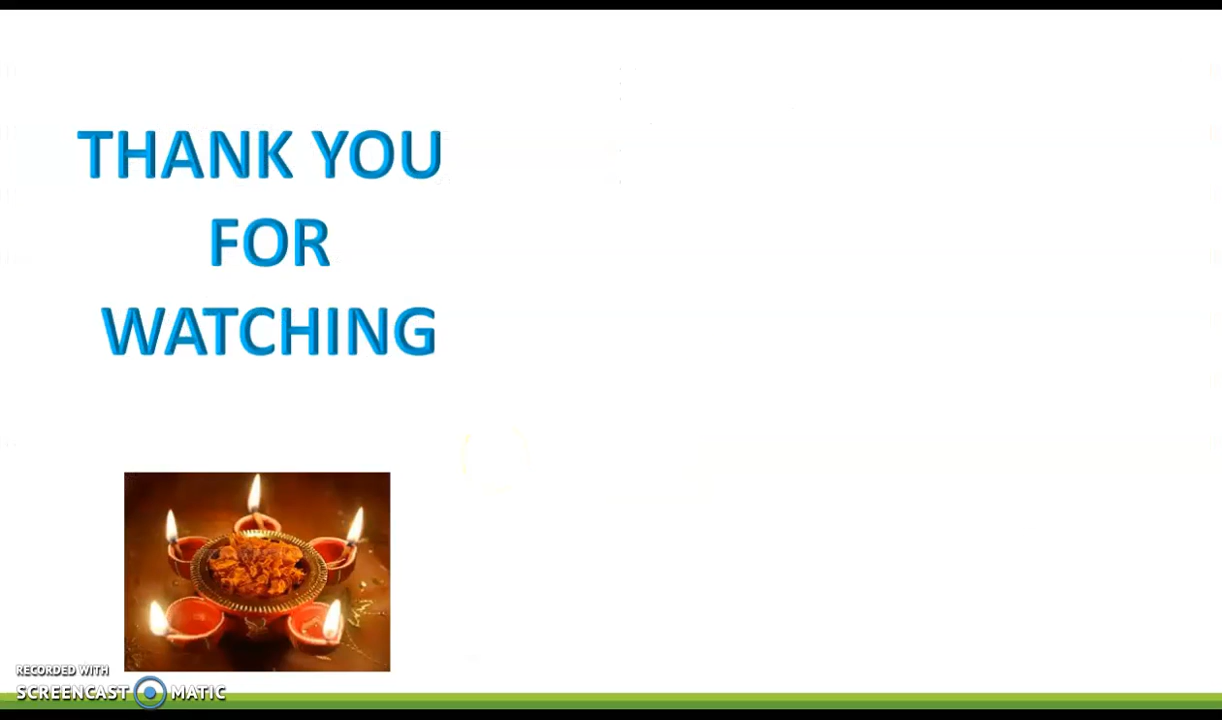 THANK YOU
FOR
WATCHING
RECORDED WITH
SCREENCAST MATIC